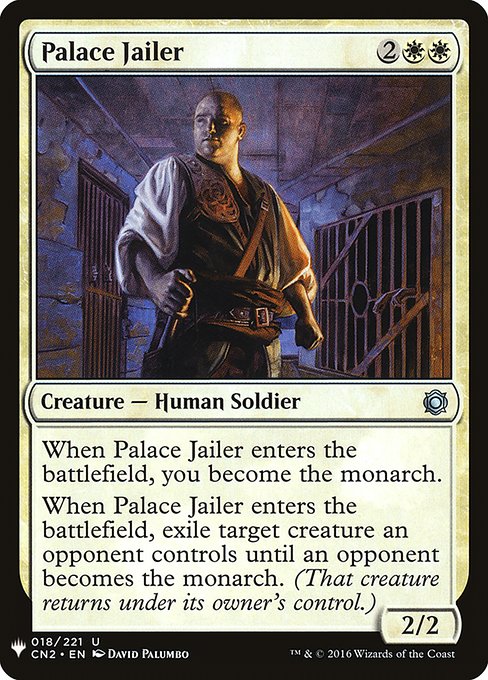 Palace Jailer 2
Creature — Human Soldier
When Palace Jailer enters the
battlefield, you become the monarch.
When Palace Jailer enters the
battlefield, exile target creature an
opponent controls until an opponent
becomes the monarch. (That creature
returns under its owner's control.)
2/2
018/221 U
CN2 • EN DAVID PALUMBO
™ & © 2016 Wizards of the Coast